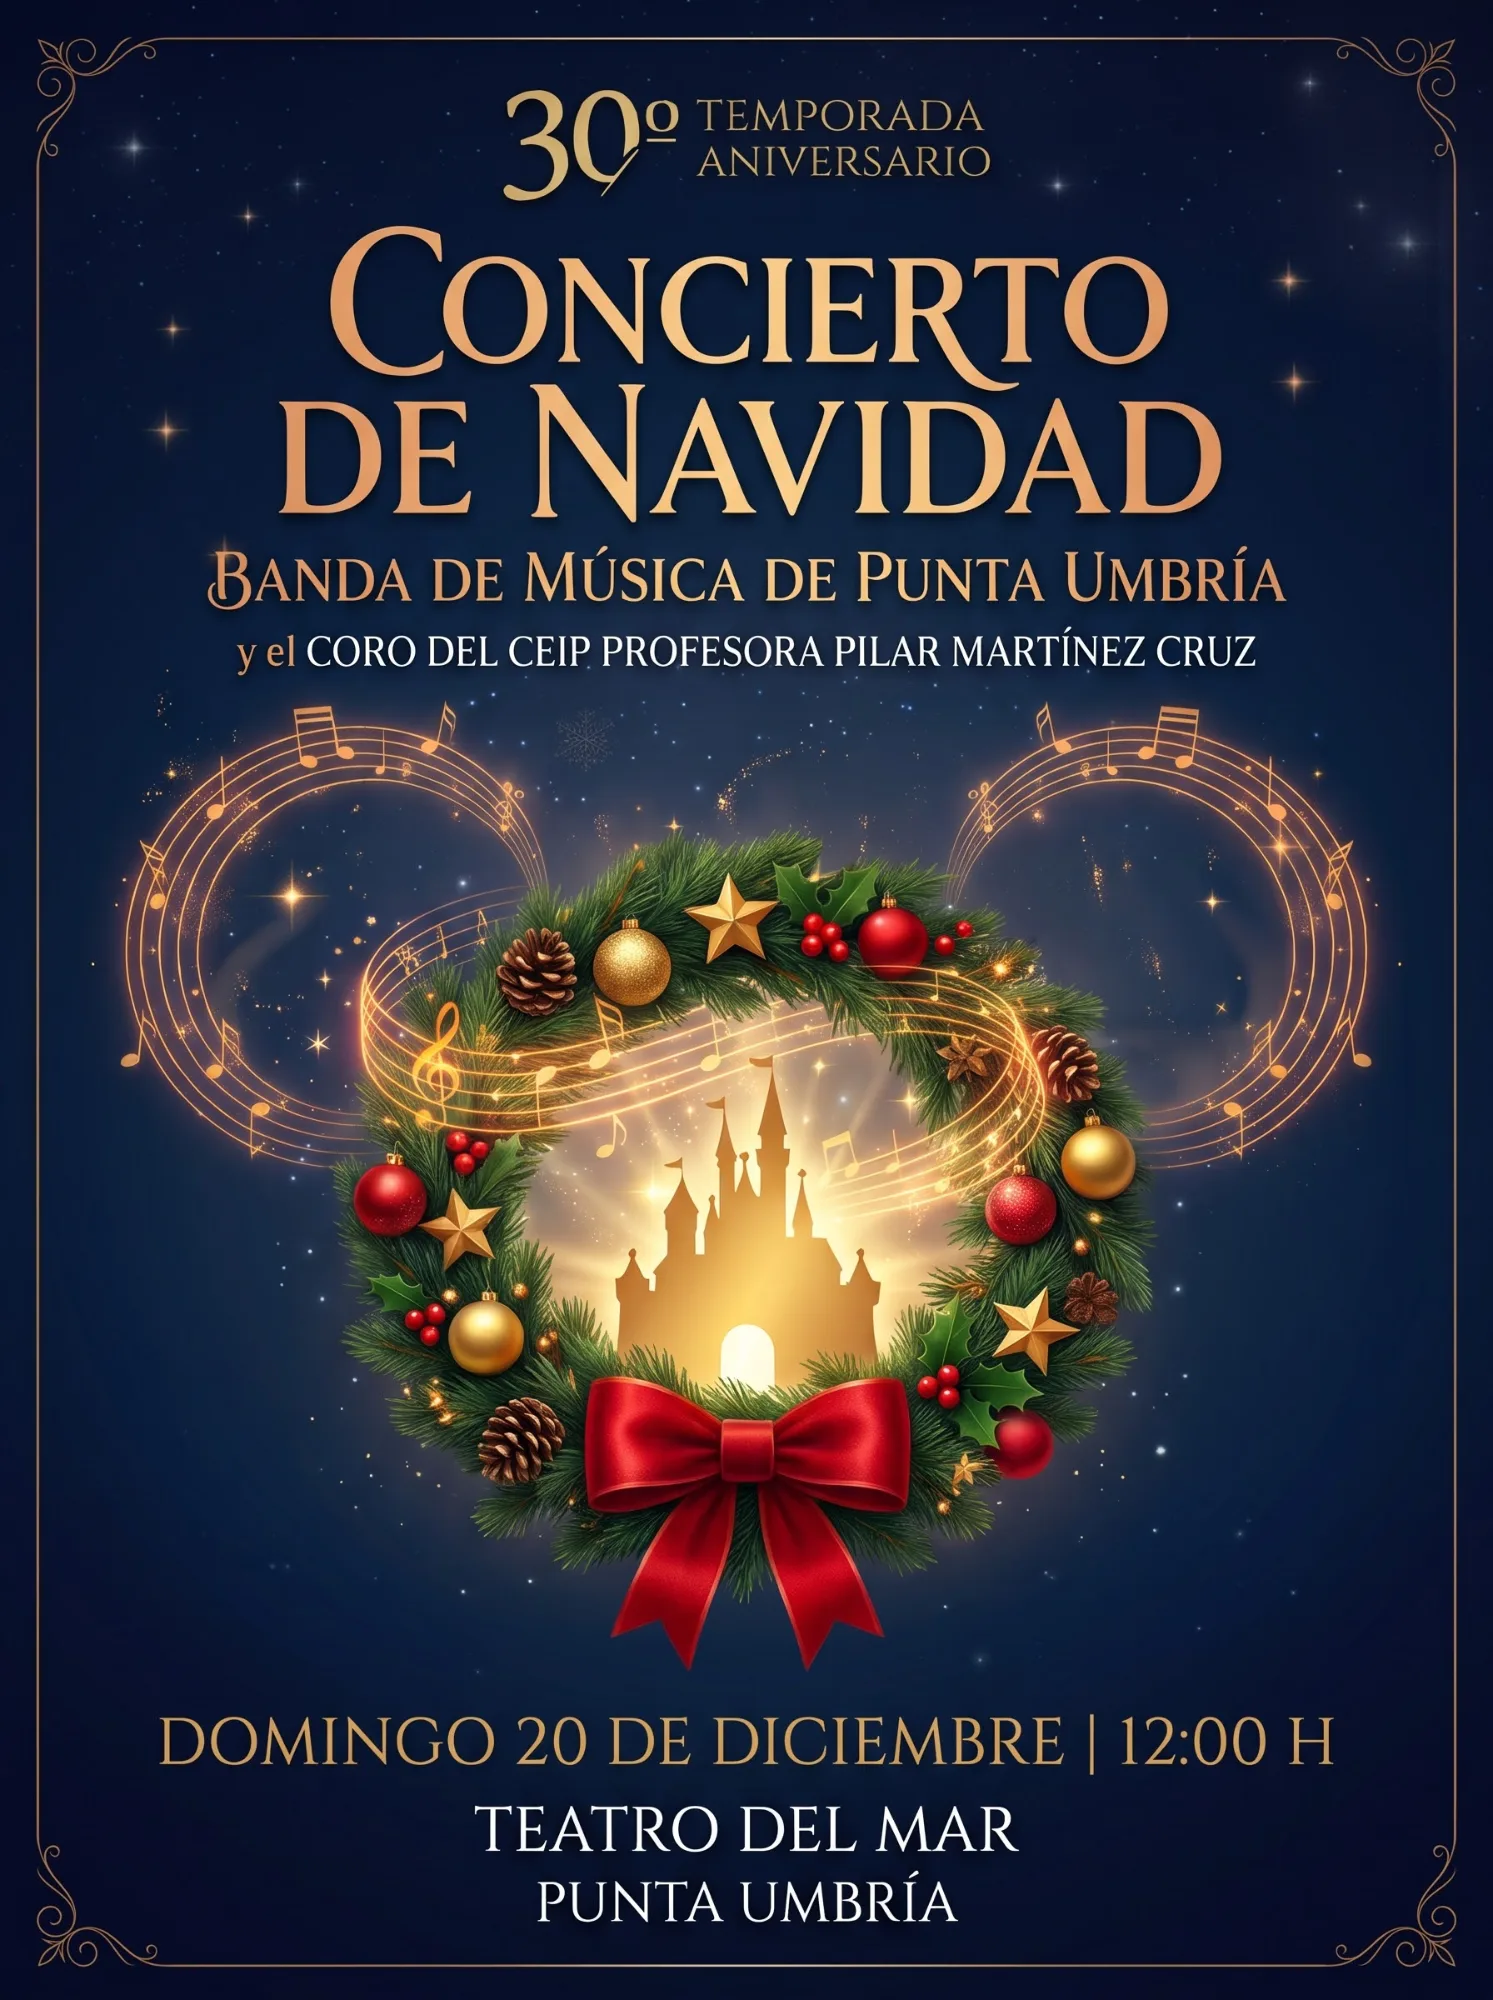 30º TEMPORADA
ANIVERSARIO
CONCIERTO
DE NAVIDAD
BANDA DE MÚSICA DE PUNTA UMBRÍA
y el CORO DEL CEIP PROFESORA PILAR MARTÍNEZ CRUZ
DOMINGO 20 DE DICIEMBRE | 12:00 H
TEATRO DEL MAR
PUNTA UMBRÍA